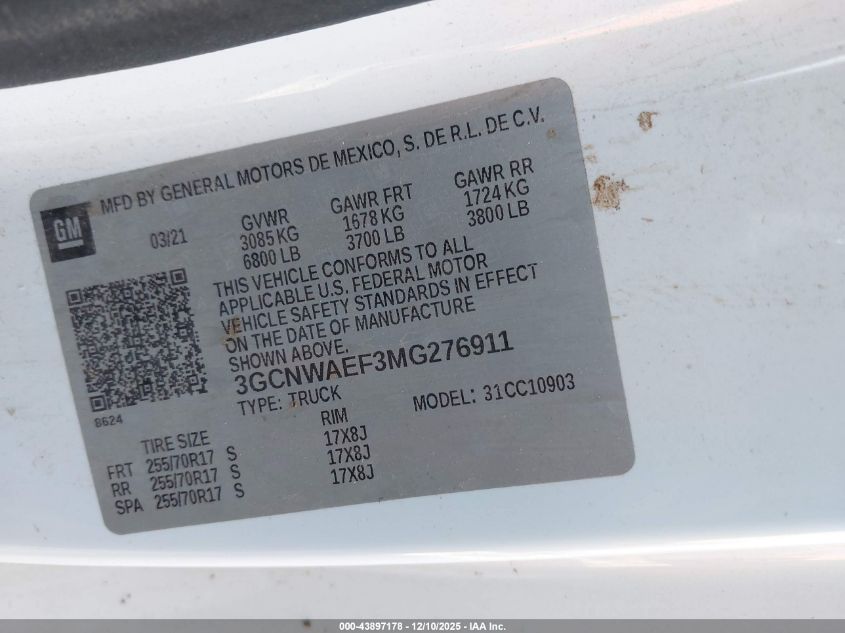 MFD BY GENERAL MOTORS DE MEXICO, S. DE R.L. DE C.V.
GM
03/21
GVWR
3085 KG
6800 LB
GAWR FRT
1678 KG
3700 LB
GAWR RR
1724 KG
3800 LB
THIS VEHICLE CONFORMS TO ALL
APPLICABLE U.S. FEDERAL MOTOR
VEHICLE SAFETY STANDARDS IN EFFECT
ON THE DATE OF MANUFACTURE
SHOWN ABOVE.
3GCNWAEF3MG276911
8624
TYPE: TRUCK
MODEL: 31CC10903
TIRE SIZE
RIM
FRT 255/70R17 S 17X8J
RR 255/70R17 S 17X8J
SPA 255/70R17 S 17X8J
000-43897178 - 12/10/2025 - IAA Inc.